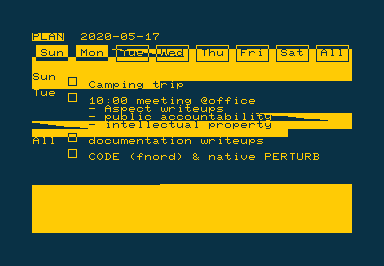 PLAN 2020-05-17
Sun Mon Tue Wed Thu Fri Sat All
Sun
Camping trip
Tue
10:00 meeting @office
- Aspect writeups
- public accountability
- intellectual property
All documentation writeups
CODE (fnord) & native PERTURB